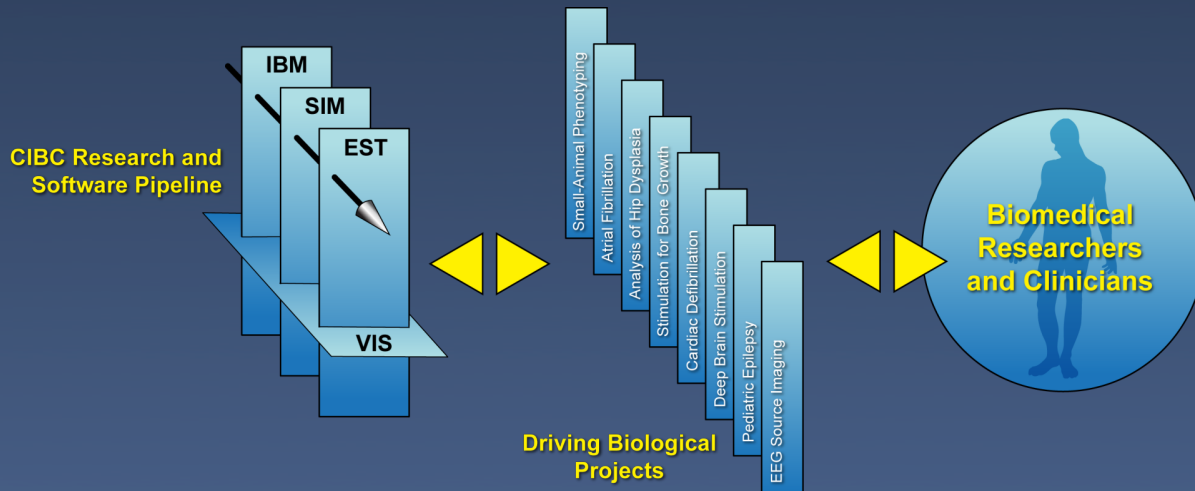 IBM
SIM
EST
VIS
CIBC Research and
Software Pipeline
Small-Animal Phenotyping
Atrial Fibrillation
Analysis of Hip Dysplasia
Stimulation for Bone Growth
Cardiac Defibrillation
Deep Brain Stimulation
Pediatric Epilepsy
EEG Source Imaging
Driving Biological
Projects
Biomedical
Researchers
and Clinicians